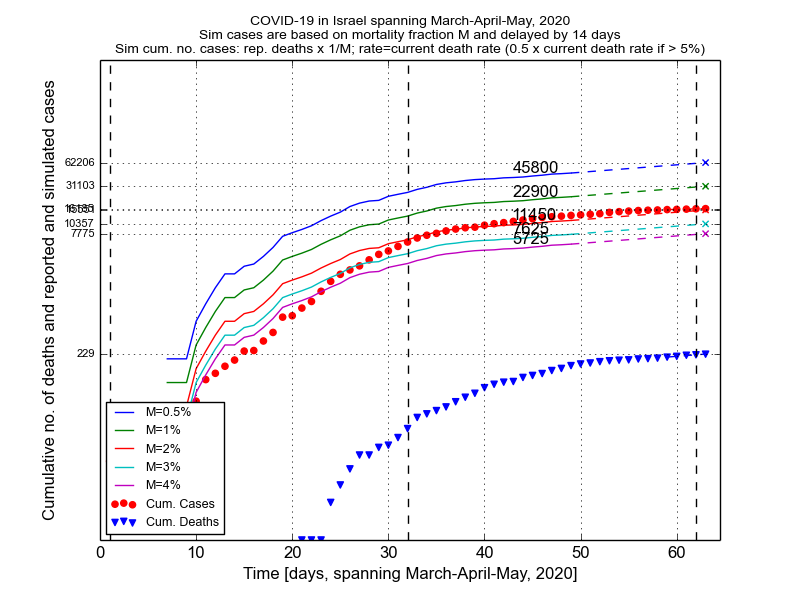 COVID-19 in Israel spanning March-April-May, 2020
Sim cases are based on mortality fraction M and delayed by 14 days
Sim cum. no. cases: rep. deaths x 1/M; rate=current death rate (0.5 x current death rate if > 5%)
Cumulative no. of deaths and reported and simulated cases
62206
31103
10357
7775
229
45800
22900
11450
7625
5725
M=0.5%
M=1%
M=2%
M=3%
M=4%
Cum. Cases
Cum. Deaths
0 10 20 30 40 50 60
Time [days, spanning March-April-May, 2020]